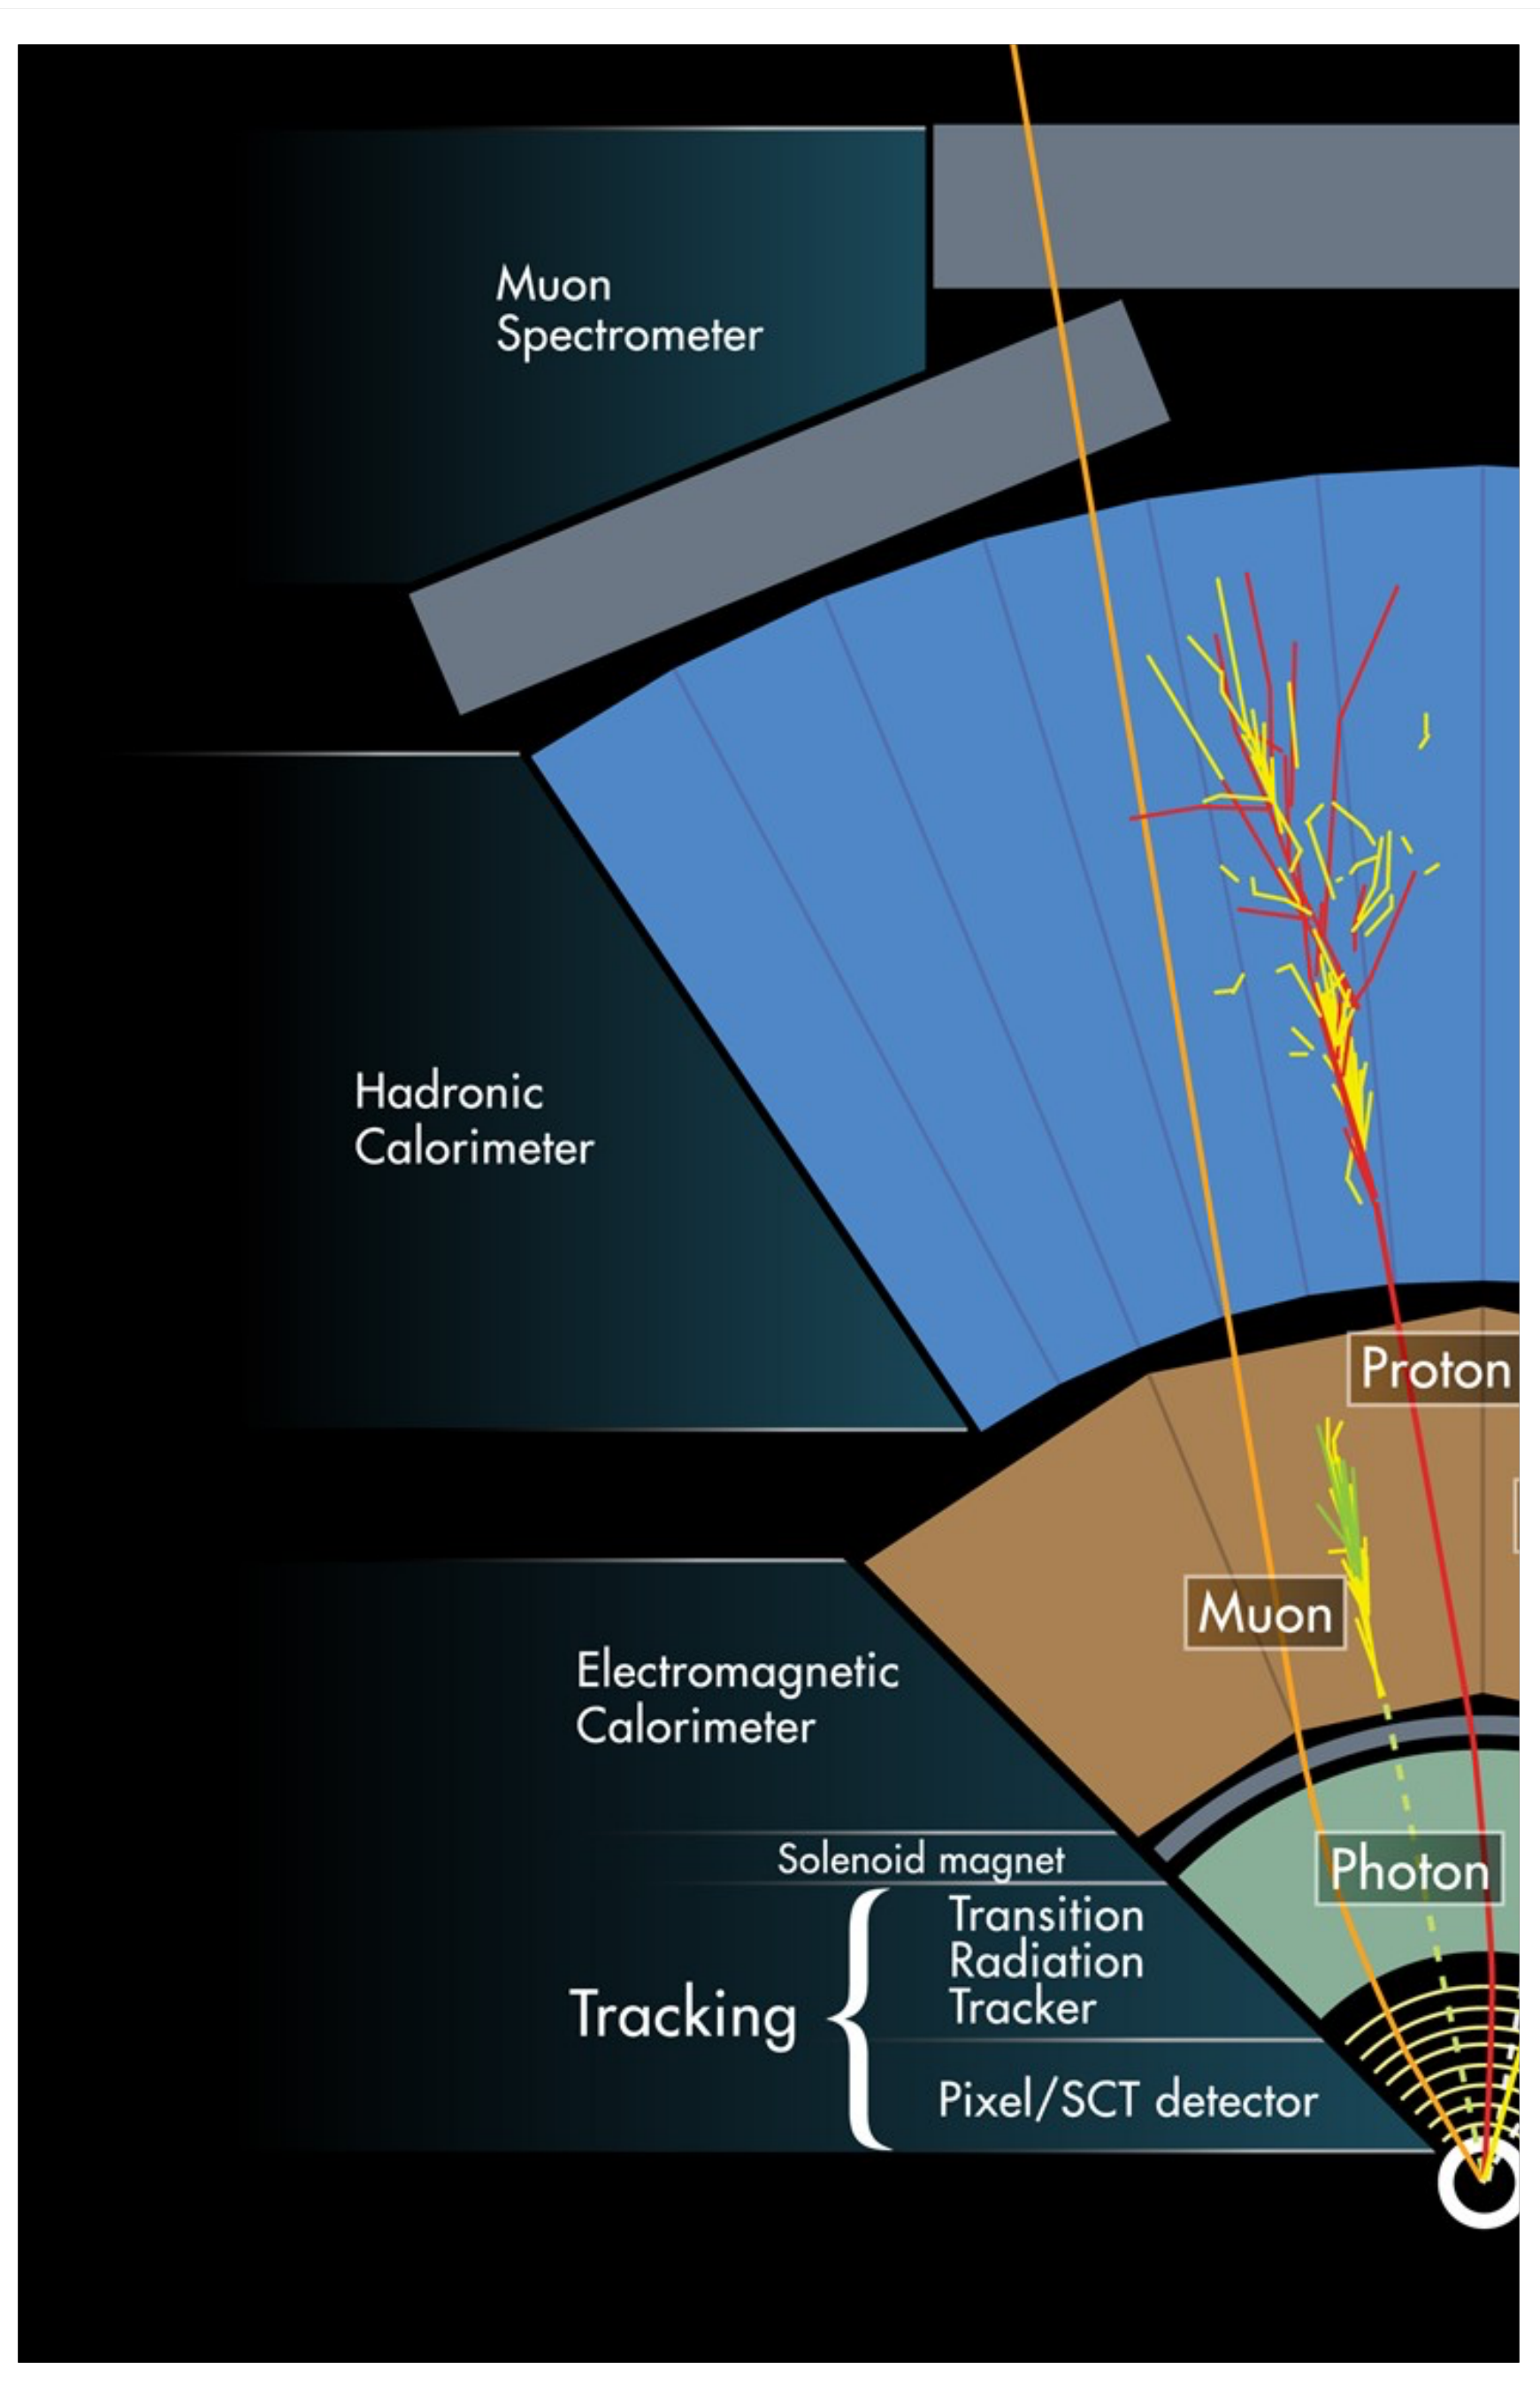 Muon
Spectrometer
Hadronic
Calorimeter
Proton
Muon
Electromagnetic
Calorimeter
Solenoid magnet
Photon
Transition
Radiation
Tracker
Tracking
Pixel/SCT detector